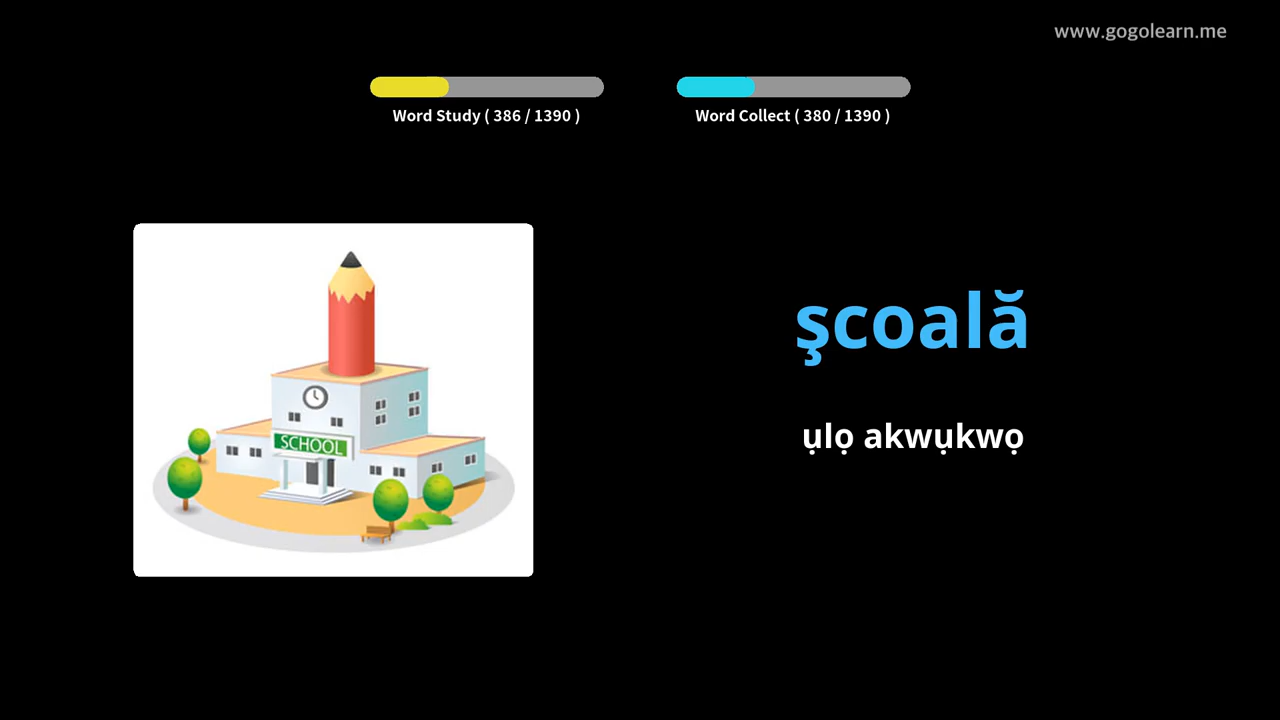 www.gogolearn.me
Word Study ( 386 / 1390 )
Word Collect ( 380 / 1390 )
SCHOOL
şcoală
ụlọ akwụkwọ